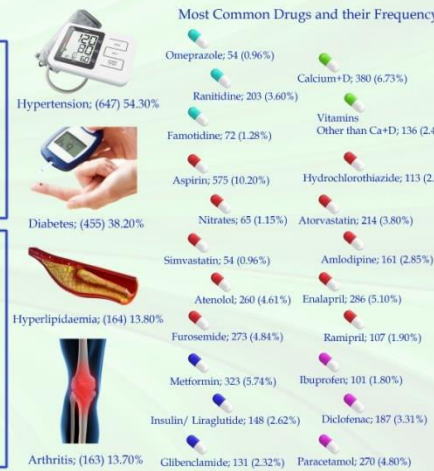 Most Common Drugs and their Frequency
Hypertension; (647) 54.30%
Diabetes; (455) 38.20%
Hyperlipidaemia; (164) 13.80%
Arthritis; (163) 13.70%
Omeprazole; 54 (0.96%)
Ranitidine; 203 (3.60%)
Famotidine; 72 (1.28%)
Aspirin; 575 (10.20%)
Nitrates; 65 (1.15%)
Simvastatin; 54 (0.96%)
Atenolol; 260 (4.61%)
Furosemide; 273 (4.84%)
Metformin; 323 (5.74%)
Insulin/ Liraglutide; 148 (2.62%)
Glibenclamide; 131 (2.32%)
Calcium+D; 380 (6.73%)
Vitamins
Other than Ca+D; 136 (2.4
Hydrochlorothiazide; 113 (2.
Atorvastatin; 214 (3.80%)
Amlodipine; 161 (2.85%)
Enalapril; 286 (5.10%)
Ramipril; 107 (1.90%)
Ibuprofen; 101 (1.80%)
Diclofenac; 187 (3.31%)
Paracetamol; 270 (4.80%)